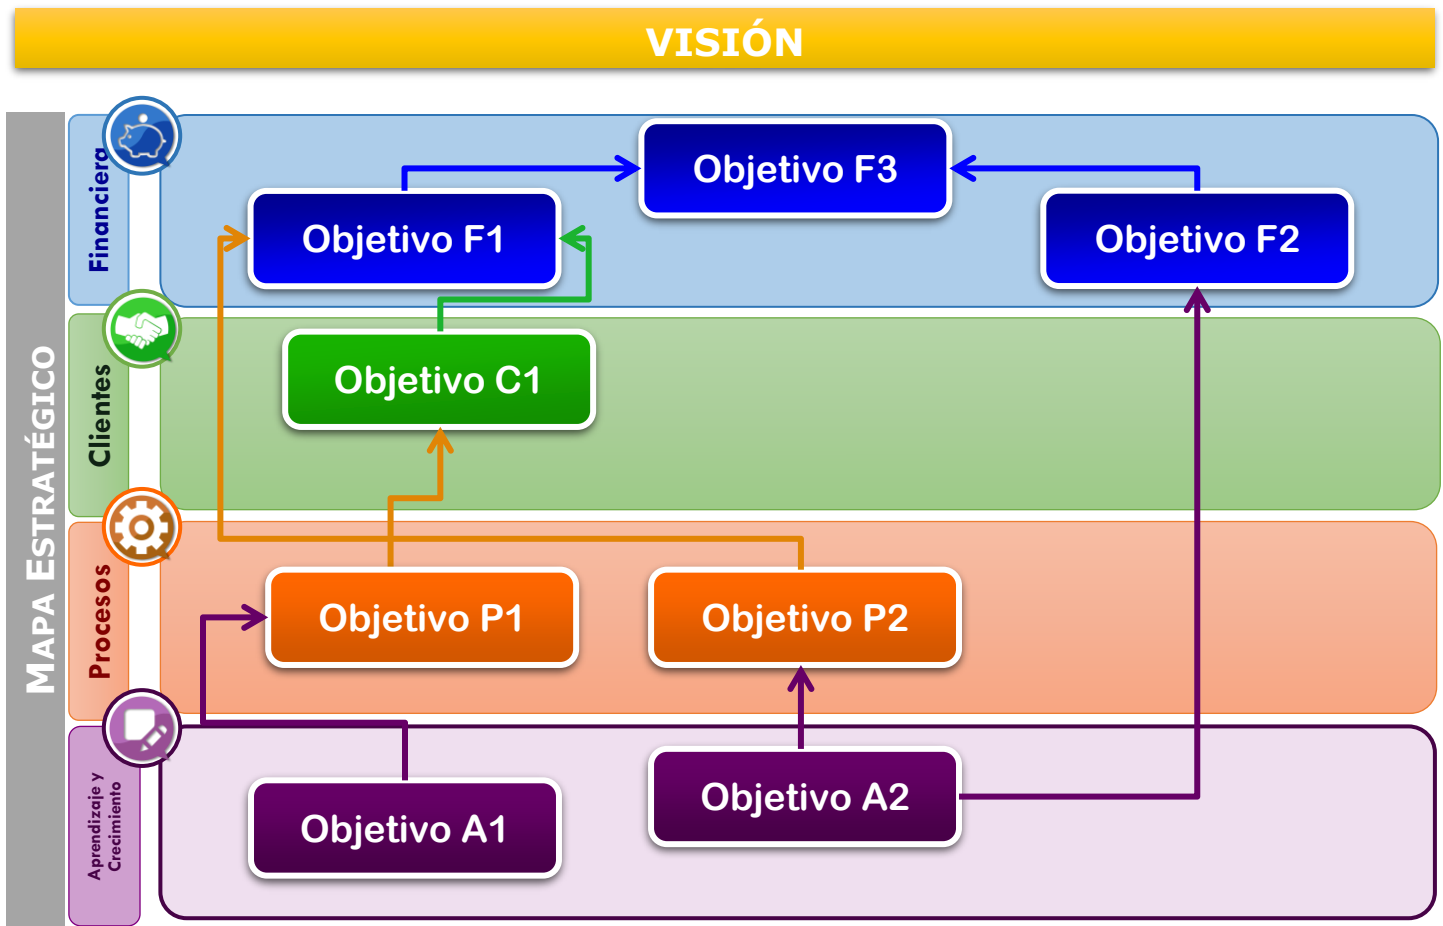 VISIÓN
MAPA ESTRATÉGICO
Financiera
Objetivo F3
Objetivo F1
Objetivo F2
Clientes
Objetivo C1
Procesos
Objetivo P1
Objetivo P2
Aprendizaje y
Crecimiento
Objetivo A2
Objetivo A1